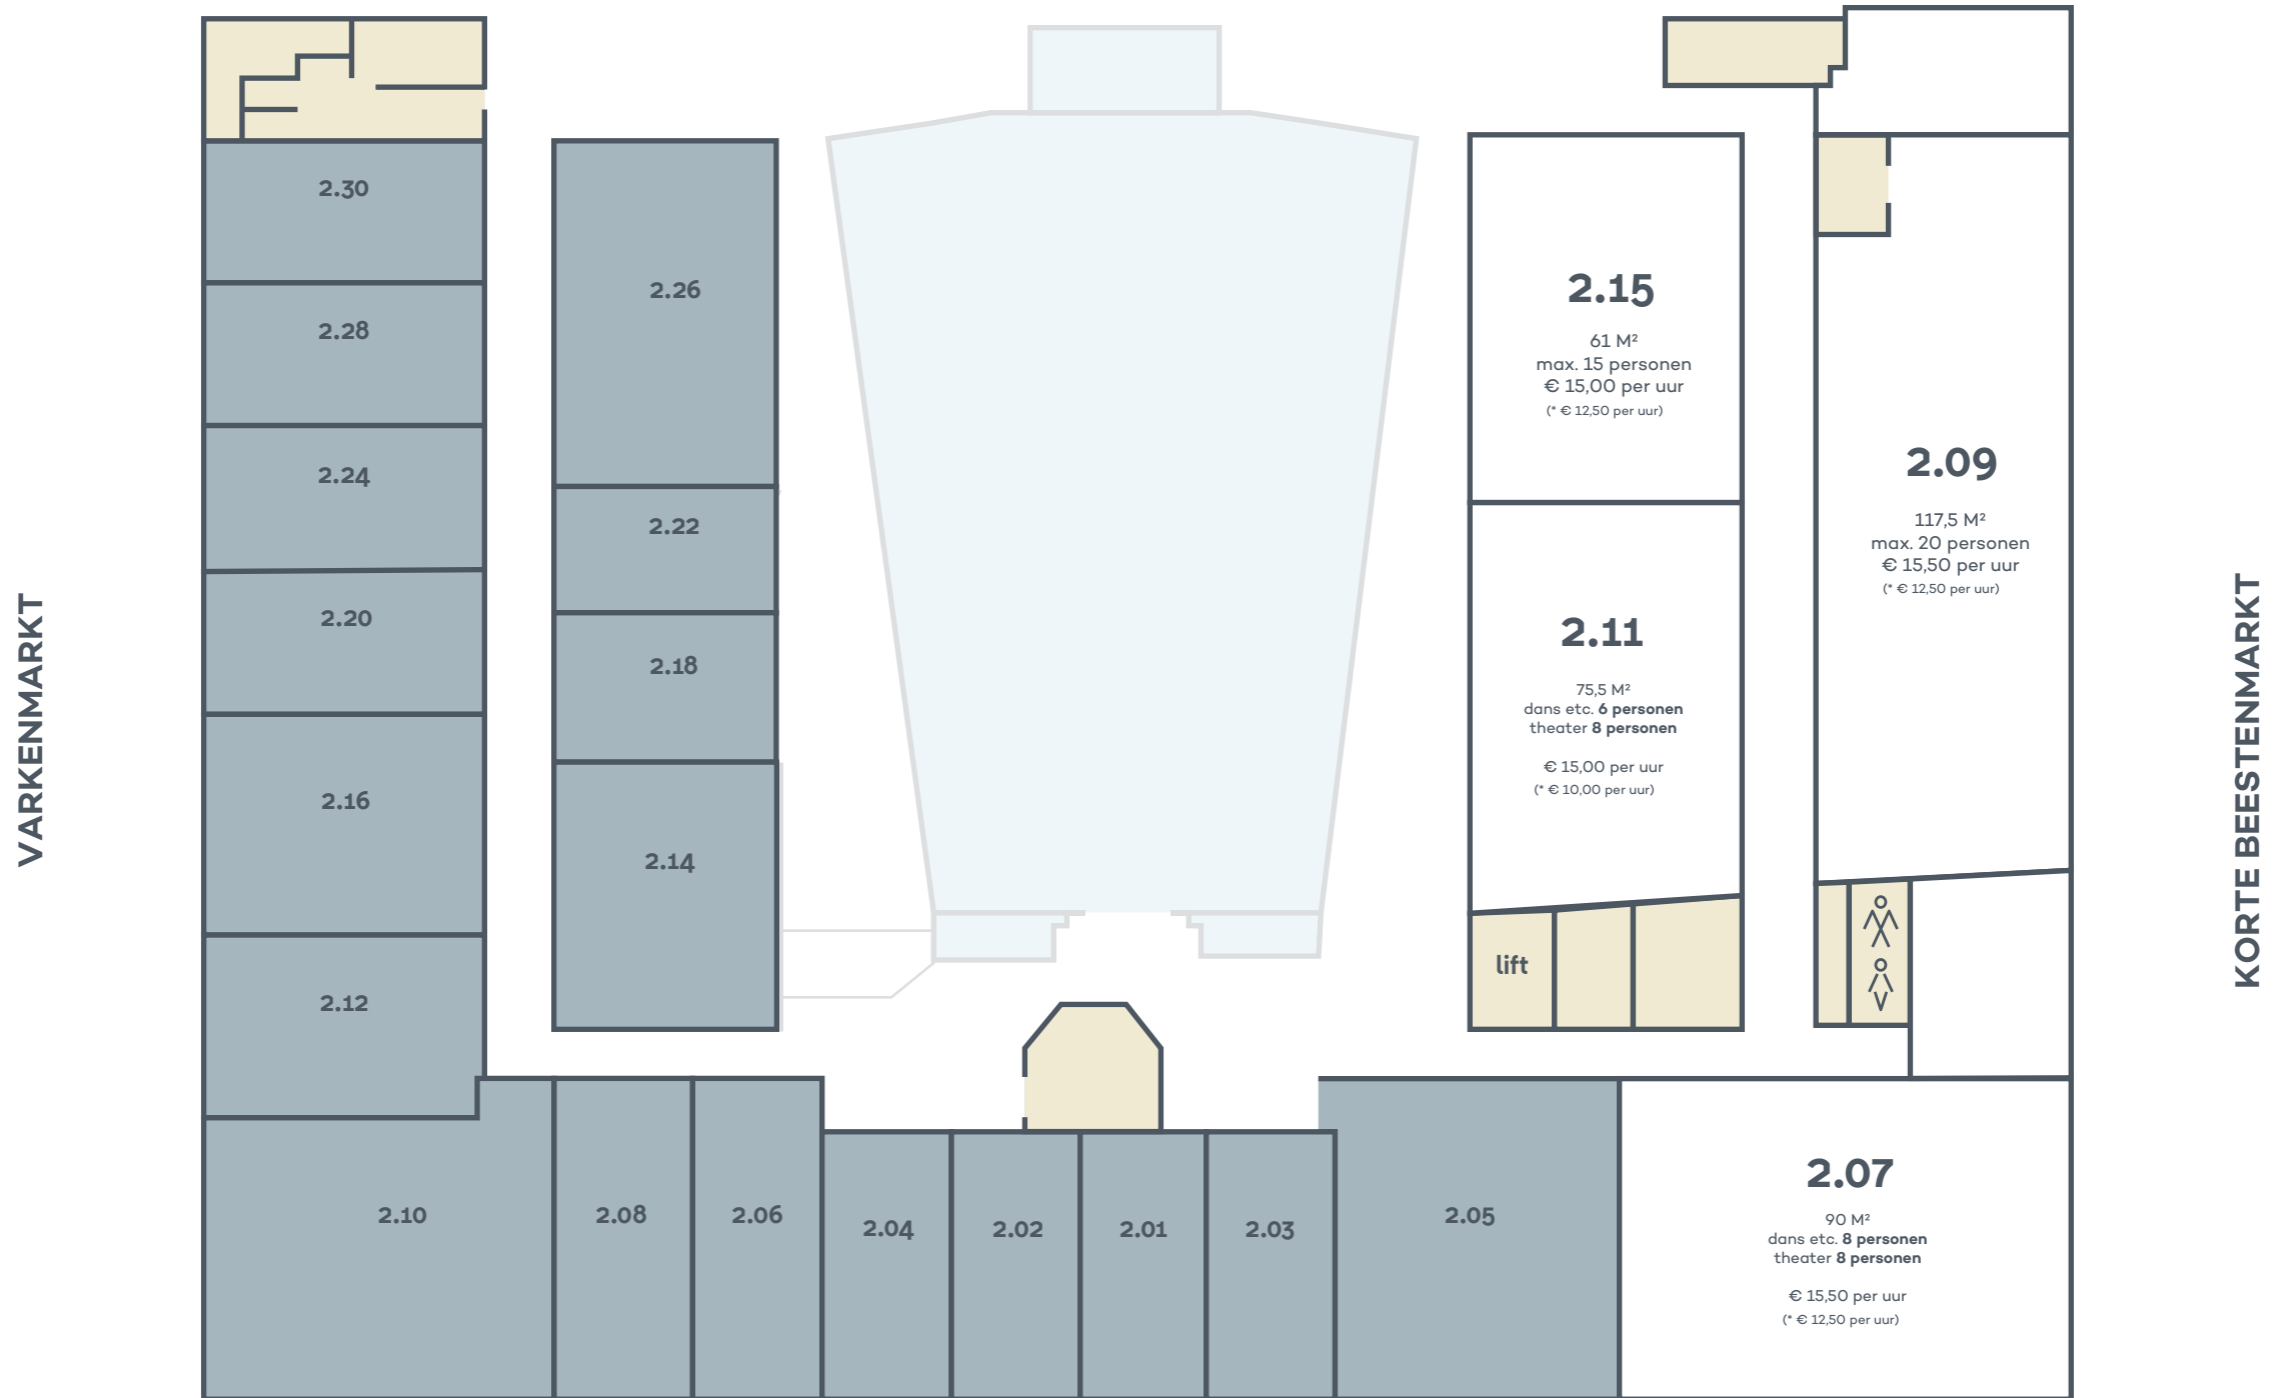 VARKENMARKT
2.30
2.28
2.24
2.20
2.16
2.12
2.26
2.22
2.18
2.14
2.10
2.08
2.06
2.04
2.02
2.01
2.03
2.05
2.15
61 M²
max. 15 personen
€ 15,00 per uur
(* € 12,50 per uur)
2.11
75,5 M²
dans etc. 6 personen
theater 8 personen
€ 15,00 per uur
(* € 10,00 per uur)
lift
2.09
117,5 M²
max. 20 personen
€ 15,50 per uur
(* € 12,50 per uur)
2.07
90 M²
dans etc. 8 personen
theater 8 personen
€ 15,50 per uur
(* € 12,50 per uur)
KORTE BEESTENMARKT